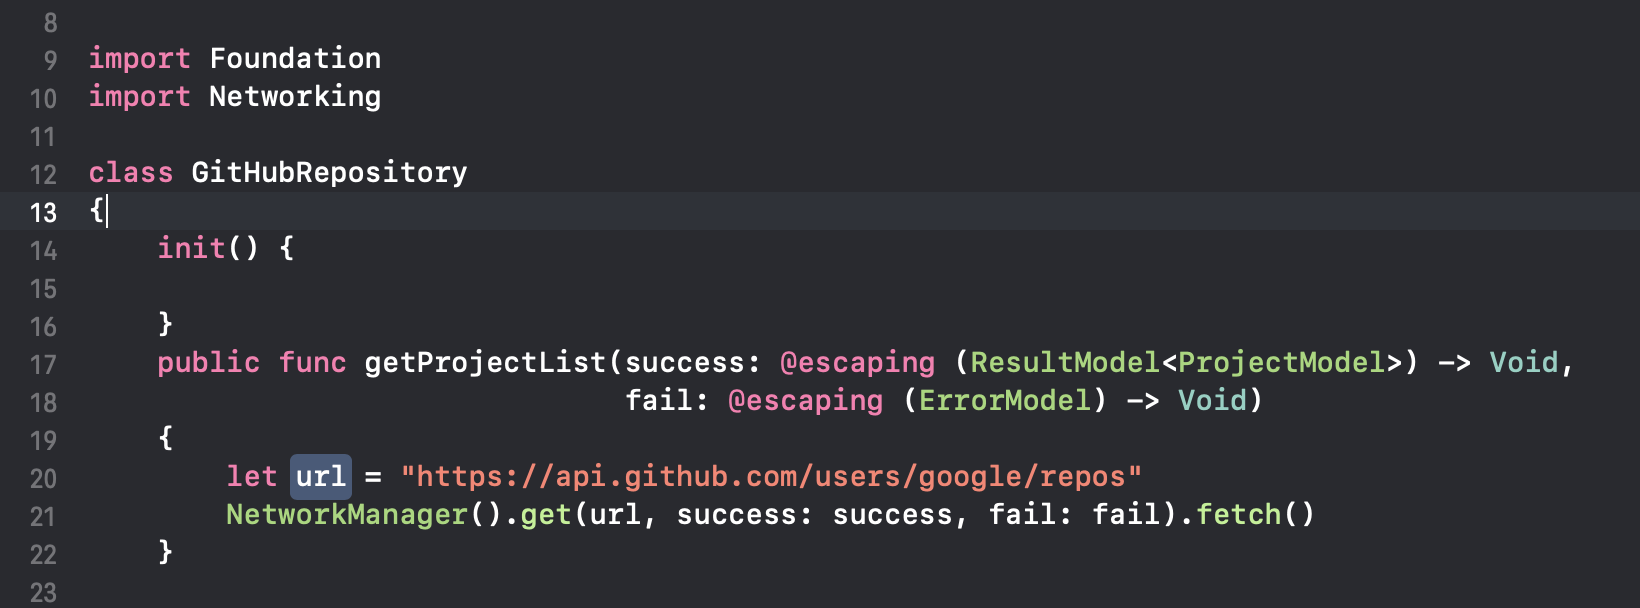 8
9 import Foundation
10 import Networking
11
12 class GitHubRepository
13 {
14     init() {
15
16     }
17     public func getProjectList(success: @escaping (ResultModel<ProjectModel>) -> Void,
18                                fail: @escaping (ErrorModel) -> Void)
19     {
20         let url = "https://api.github.com/users/google/repos"
21         NetworkManager().get(url, success: success, fail: fail).fetch()
22     }
23